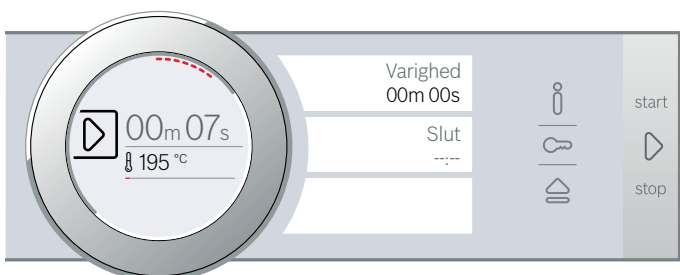 00m 07s
195 °C
Varighed
00m 00s
Slut
--:--
start
stop